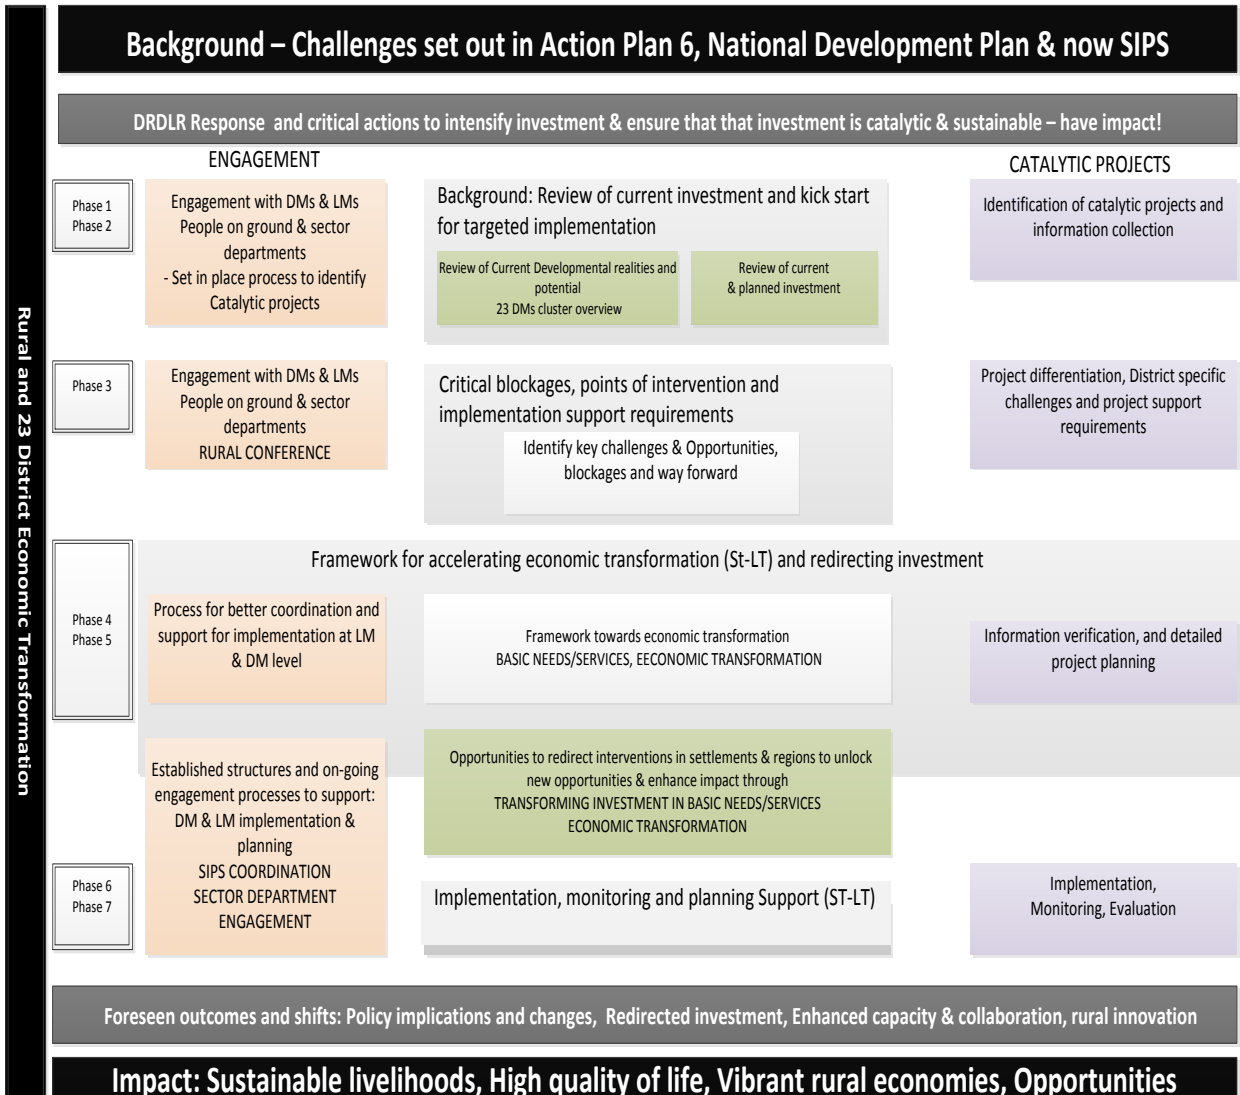 Background – Challenges set out in Action Plan 6, National Development Plan & now SIPS
DRDLR Response and critical actions to intensify investment & ensure that that investment is catalytic & sustainable – have impact!
Rural and 23 District Economic Transformation
ENGAGEMENT
CATALYTIC PROJECTS
Phase 1
Phase 2
Engagement with DMs & LMs
People on ground & sector
departments
- Set in place process to identify
Catalytic projects
Background: Review of current investment and kick start
for targeted implementation
Review of Current Developmental realities and
potential
23 DMs cluster overview
Review of current
& planned investment
Identification of catalytic projects and
information collection
Phase 3
Engagement with DMs & LMs
People on ground & sector
departments
RURAL CONFERENCE
Critical blockages, points of intervention and
implementation support requirements
Identify key challenges & Opportunities,
blockages and way forward
Project differentiation, District specific
challenges and project support
requirements
Phase 4
Phase 5
Framework for accelerating economic transformation (St-LT) and redirecting investment
Process for better coordination and
support for implementation at LM
& DM level
Framework towards economic transformation
BASIC NEEDS/SERVICES, EECONOMIC TRANSFORMATION
Information verification, and detailed
project planning
Established structures and on-going
engagement processes to support:
DM & LM implementation &
planning
SIPS COORDINATION
SECTOR DEPARTMENT
ENGAGEMENT
Opportunities to redirect interventions in settlements & regions to unlock
new opportunities & enhance impact through
TRANSFORMING INVESTMENT IN BASIC NEEDS/SERVICES
ECONOMIC TRANSFORMATION
Phase 6
Phase 7
Implementation, monitoring and planning Support (ST-LT)
Implementation,
Monitoring, Evaluation
Foreseen outcomes and shifts: Policy implications and changes, Redirected investment, Enhanced capacity & collaboration, rural innovation
Impact: Sustainable livelihoods, High quality of life, Vibrant rural economies, Opportunities